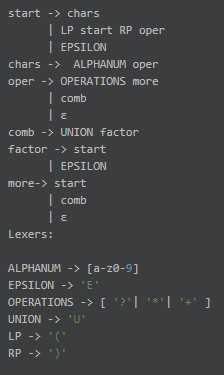 start -> chars
| LP start RP oper
| EPSILON
chars ->  ALPHANUM oper
oper -> OPERATIONS more
| comb
| ε
comb -> UNION factor
factor -> start
| EPSILON
more-> start
| comb
| ε
Lexers:
ALPHANUM -> [a-z0-9]
EPSILON -> 'E'
OPERATIONS -> [ '?'| '*'| '+' ]
UNION -> 'U'
LP -> '('
RP -> ')'